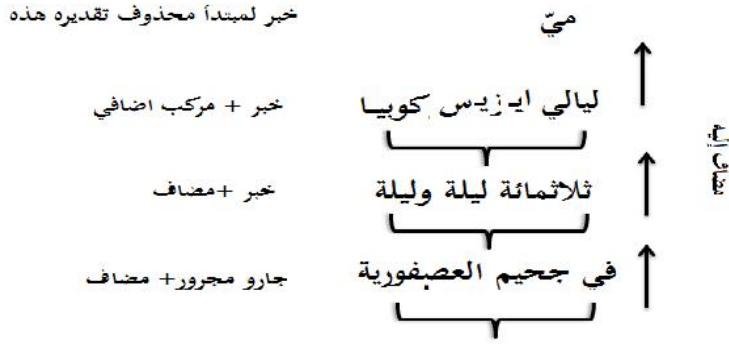 ميّ
خبر لمبتدأ محذوف تقديره هذه
ليالي ايزيس كوبيا
خبر + مركب اضافي
ثلاثمائة ليلة وليلة
خبر +مضاف
في جحيم العصفورية
جارو مجرور+ مضاف
مضاف إليه